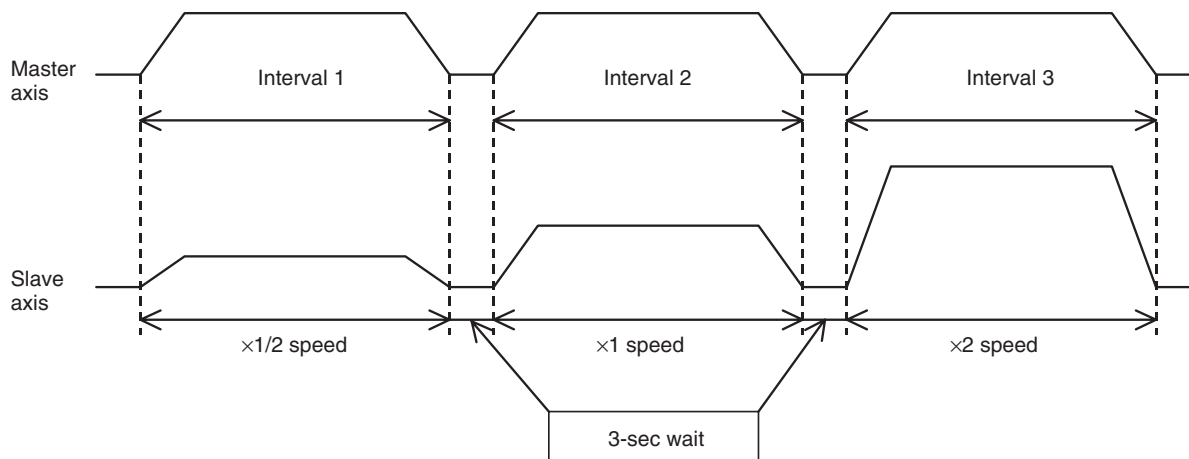 Master
axis
Interval 1
Interval 2
Interval 3
Slave
axis
×1/2 speed
×1 speed
×2 speed
3-sec wait